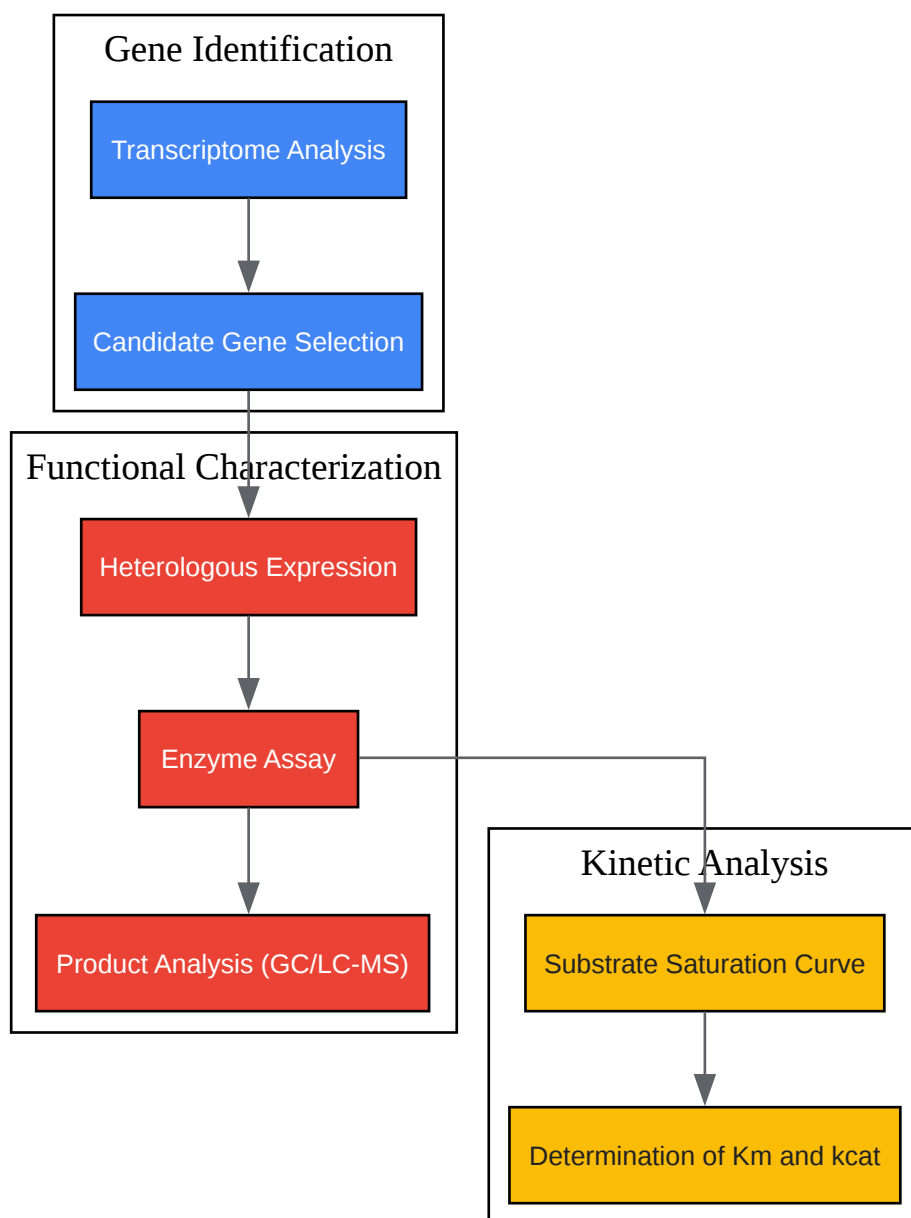 Gene Identification
Transcriptome Analysis
Candidate Gene Selection
Functional Characterization
Heterologous Expression
Enzyme Assay
Product Analysis (GC/LC-MS)
Kinetic Analysis
Substrate Saturation Curve
Determination of Km and kcat